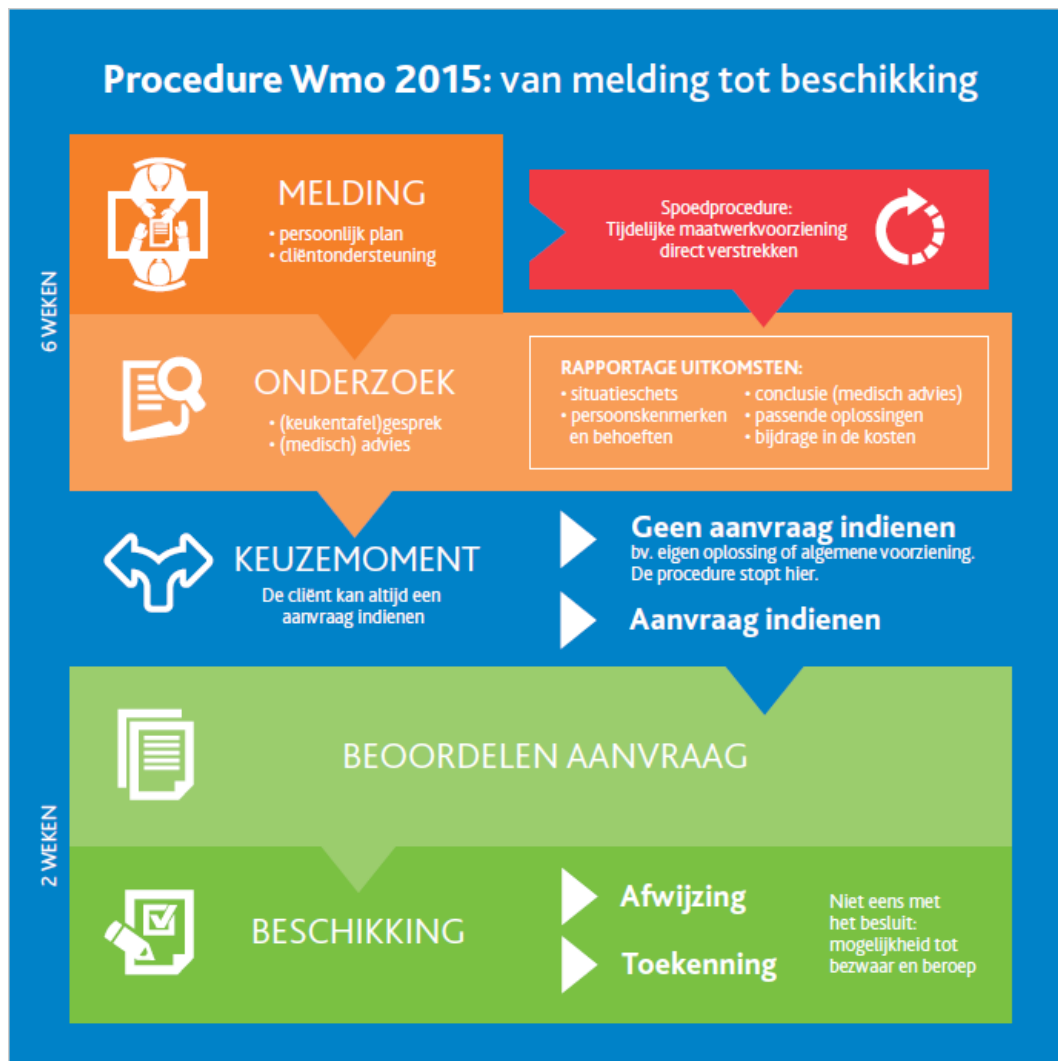 Procedure Wmo 2015: van melding tot beschikking
6 WEKEN
MELDING
• persoonlijk plan
• cliëntondersteuning
Spoedprocedure:
Tijdelijke maatwerkvoorziening
direct verstrekken
ONDERZOEK
• (keukentafel)gesprek
• (medisch) advies
RAPPORTAGE UITKOMSTEN:
• situatieschets
• persoonskenmerken
en behoeften
• conclusie (medisch advies)
• passende oplossingen
• bijdrage in de kosten
KEUZEMOMENT
De cliënt kan altijd een
aanvraag indienen
Geen aanvraag indienen
bv. eigen oplossing of algemene voorziening.
De procedure stopt hier.
Aanvraag indienen
2 WEKEN
BEOORDELEN AANVRAAG
BESCHIKKING
Afwijzing
Toekenning
Niet eens met
het besluit:
mogelijkheid tot
bezwaar en beroep